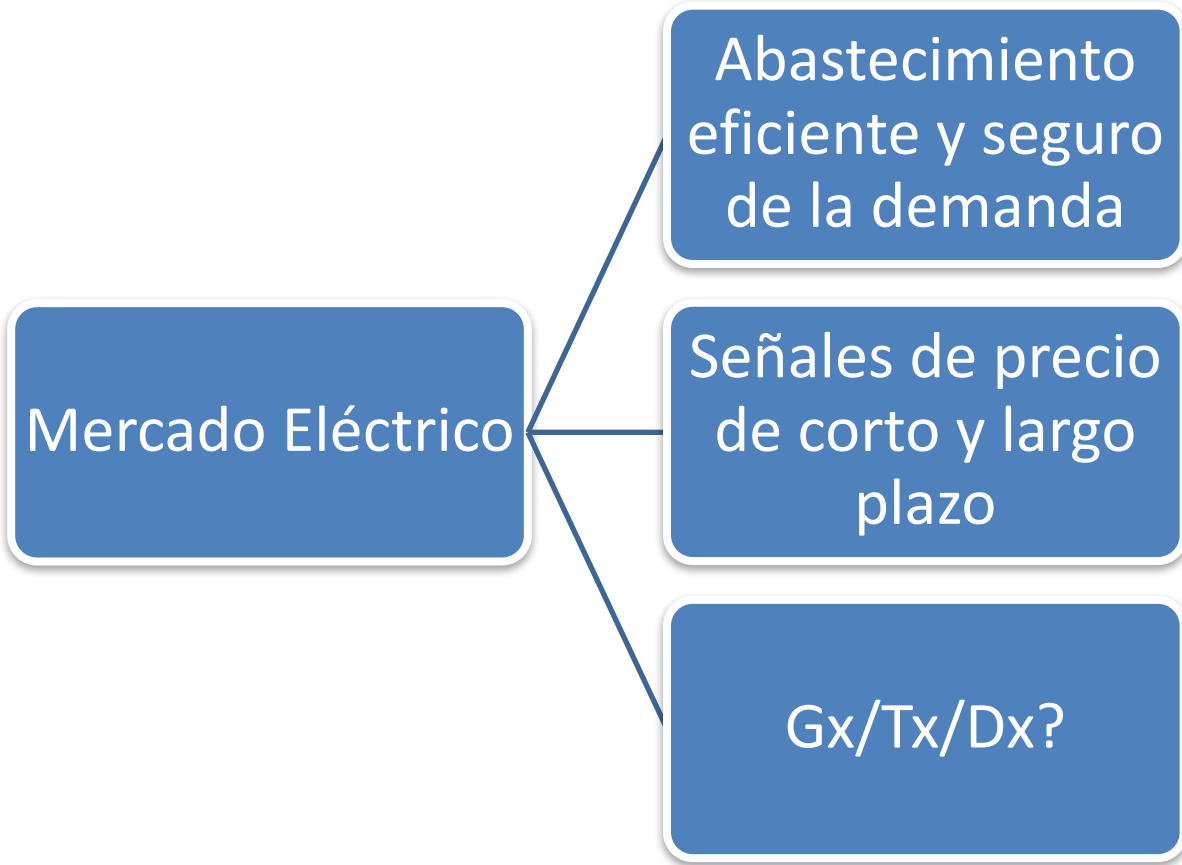 Abastecimiento
eficiente y seguro
de la demanda
Mercado Eléctrico
Señales de precio
de corto y largo
plazo
Gx/Tx/Dx?